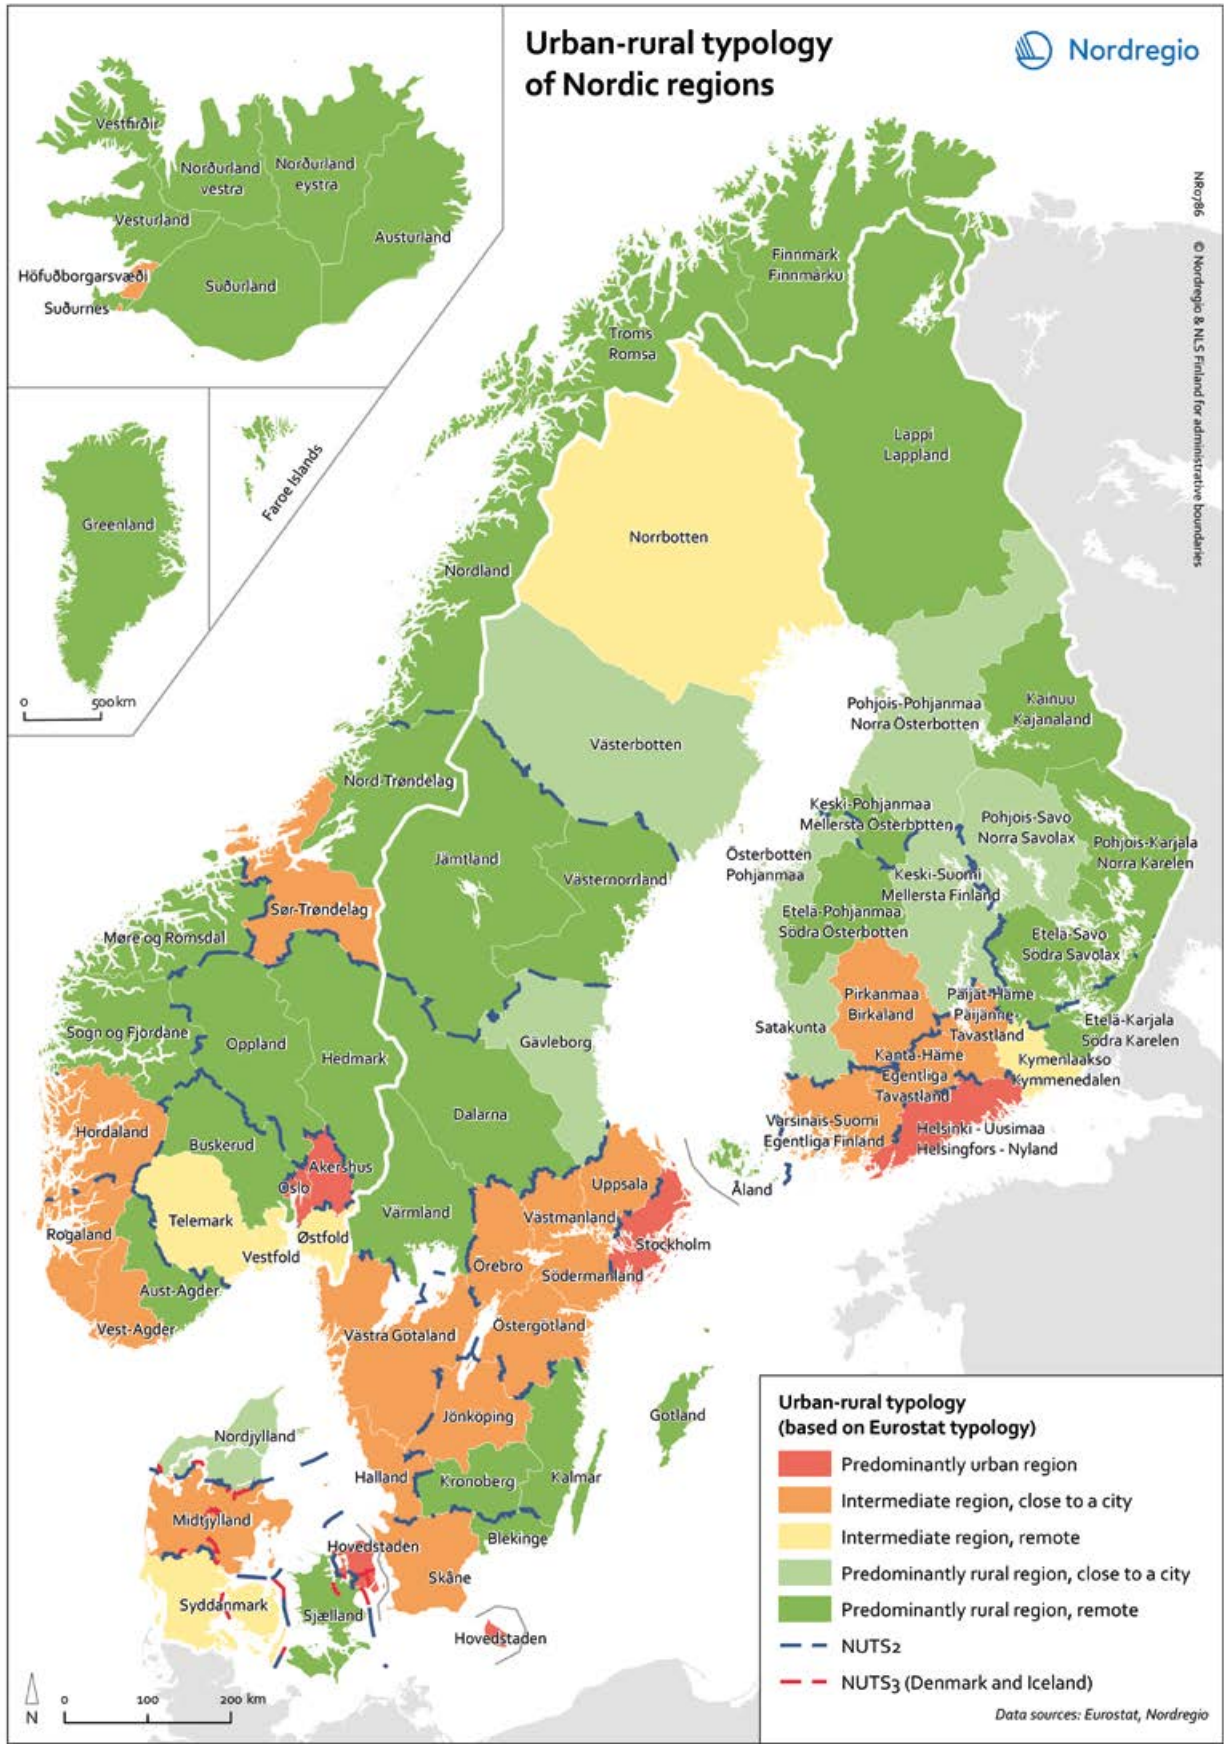 Urban-rural typology
of Nordic regions
Nordregio
NR0786 © Nordregio & NLS Finland for administrative boundaries
Vestfirðir
Norðurland
vestra
Norðurland
eystra
Vesturland
Austurland
Höfuðborgarsvæði
Suðurland
Suðurnes
Greenland
Faroe Islands
0 500 km
Finnmark
Finnmárku
Troms
Romsa
Lappi
Lappland
Norrbotten
Nordland
Pohjois-Pohjanmaa
Norra Österbotten
Kainuu
Kajanaland
Västerbotten
Nord-Trøndelag
Keski-Pohjanmaa
Mellersta Österbotten
Pohjois-Savo
Norra Savolax
Pohjois-Karjala
Norra Karelen
Österbotten
Pohjanmaa
Jämtland
Västernorrland
Keski-Suomi
Mellersta Finland
Sør-Trøndelag
Etelä-Pohjanmaa
Södra Österbotten
Møre og Romsdal
Etelä-Savo
Södra Savolax
Pirkanmaa
Birkaland
Päijät-Häme
Päijänne-
Tavastland
Satakunta
Etelä-Karjala
Södra Karelen
Sogn og Fjordane
Oppland
Hedmark
Gävleborg
Kanta-Häme
Egentliga
Tavastland
Kymenlaakso
Kymmenedalen
Dalarna
Hordaland
Buskerud
Varsinais-Suomi
Egentliga Finland
Helsinki - Uusimaa
Helsingfors - Nyland
Akershus
Oslo
Åland
Uppsala
Telemark
Värmland
Västmanland
Rogaland
Østfold
Vestfold
Stockholm
Örebro
Södermanland
Aust-Agder
Vest-Agder
Västra Götaland
Östergötland
Jönköping
Gotland
Nordjylland
Halland
Kronoberg
Kalmar
Midtjylland
Blekinge
Hovedstaden
Skåne
Syddanmark
Sjælland
Hovedstaden
N
0 100 200 km
Urban-rural typology
(based on Eurostat typology)
Predominantly urban region
Intermediate region, close to a city
Intermediate region, remote
Predominantly rural region, close to a city
Predominantly rural region, remote
NUTS2
NUTS3 (Denmark and Iceland)
Data sources: Eurostat, Nordregio